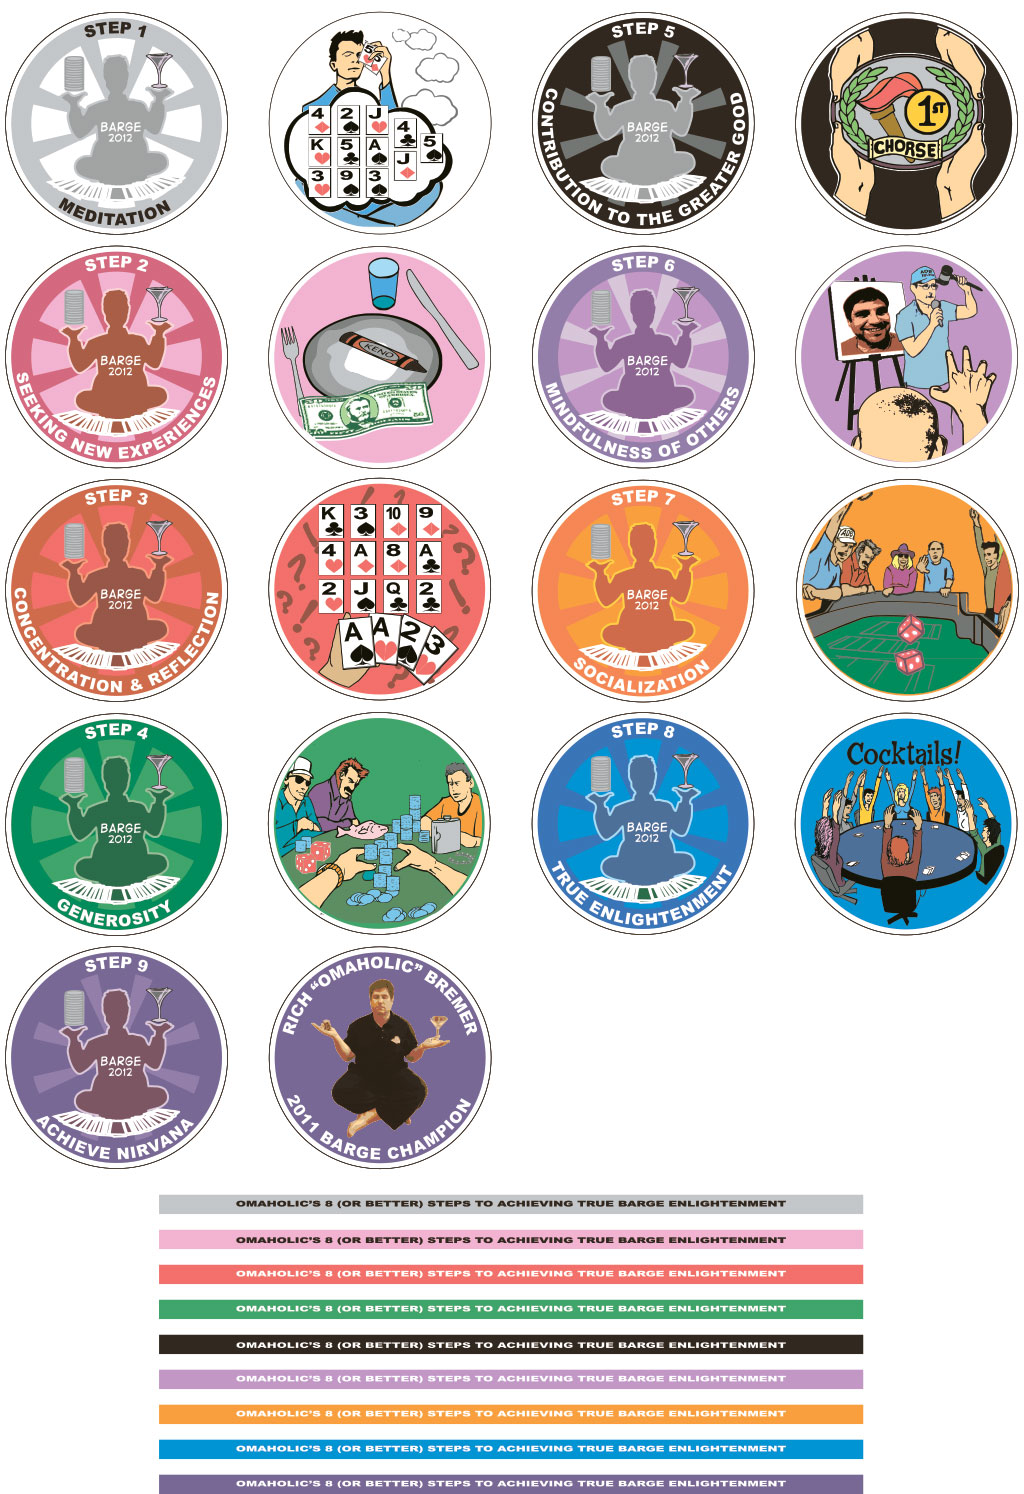 STEP 1
BARGE
2012
MEDITATION
4 2 J 4
K 5 A J 5
3 9 3
STEP 5
BARGE
2012
CONTRIBUTION TO THE GREATER GOOD
1ST
CHORSE
STEP 2
BARGE
2012
SEEKING NEW EXPERIENCES
KENO
50
STEP 6
BARGE
2012
MINDFULNESS OF OTHERS
STEP 3
BARGE
2012
CONCENTRATION & REFLECTION
K 3 10 9
4 A 8 A
2 J Q 2
A A 2 3
STEP 7
BARGE
2012
SOCIALIZATION
ADB
STEP 4
BARGE
2012
GENEROSITY
STEP 8
BARGE
2012
TRUE ENLIGHTENMENT
Cocktails!
STEP 9
BARGE
2012
ACHIEVE NIRVANA
RICH “OMAHOLIC” BREMER
2011 BARGE CHAMPION
OMAHOLIC'S 8 (OR BETTER) STEPS TO ACHIEVING TRUE BARGE ENLIGHTENMENT
OMAHOLIC'S 8 (OR BETTER) STEPS TO ACHIEVING TRUE BARGE ENLIGHTENMENT
OMAHOLIC'S 8 (OR BETTER) STEPS TO ACHIEVING TRUE BARGE ENLIGHTENMENT
OMAHOLIC'S 8 (OR BETTER) STEPS TO ACHIEVING TRUE BARGE ENLIGHTENMENT
OMAHOLIC'S 8 (OR BETTER) STEPS TO ACHIEVING TRUE BARGE ENLIGHTENMENT
OMAHOLIC'S 8 (OR BETTER) STEPS TO ACHIEVING TRUE BARGE ENLIGHTENMENT
OMAHOLIC'S 8 (OR BETTER) STEPS TO ACHIEVING TRUE BARGE ENLIGHTENMENT
OMAHOLIC'S 8 (OR BETTER) STEPS TO ACHIEVING TRUE BARGE ENLIGHTENMENT
OMAHOLIC'S 8 (OR BETTER) STEPS TO ACHIEVING TRUE BARGE ENLIGHTENMENT